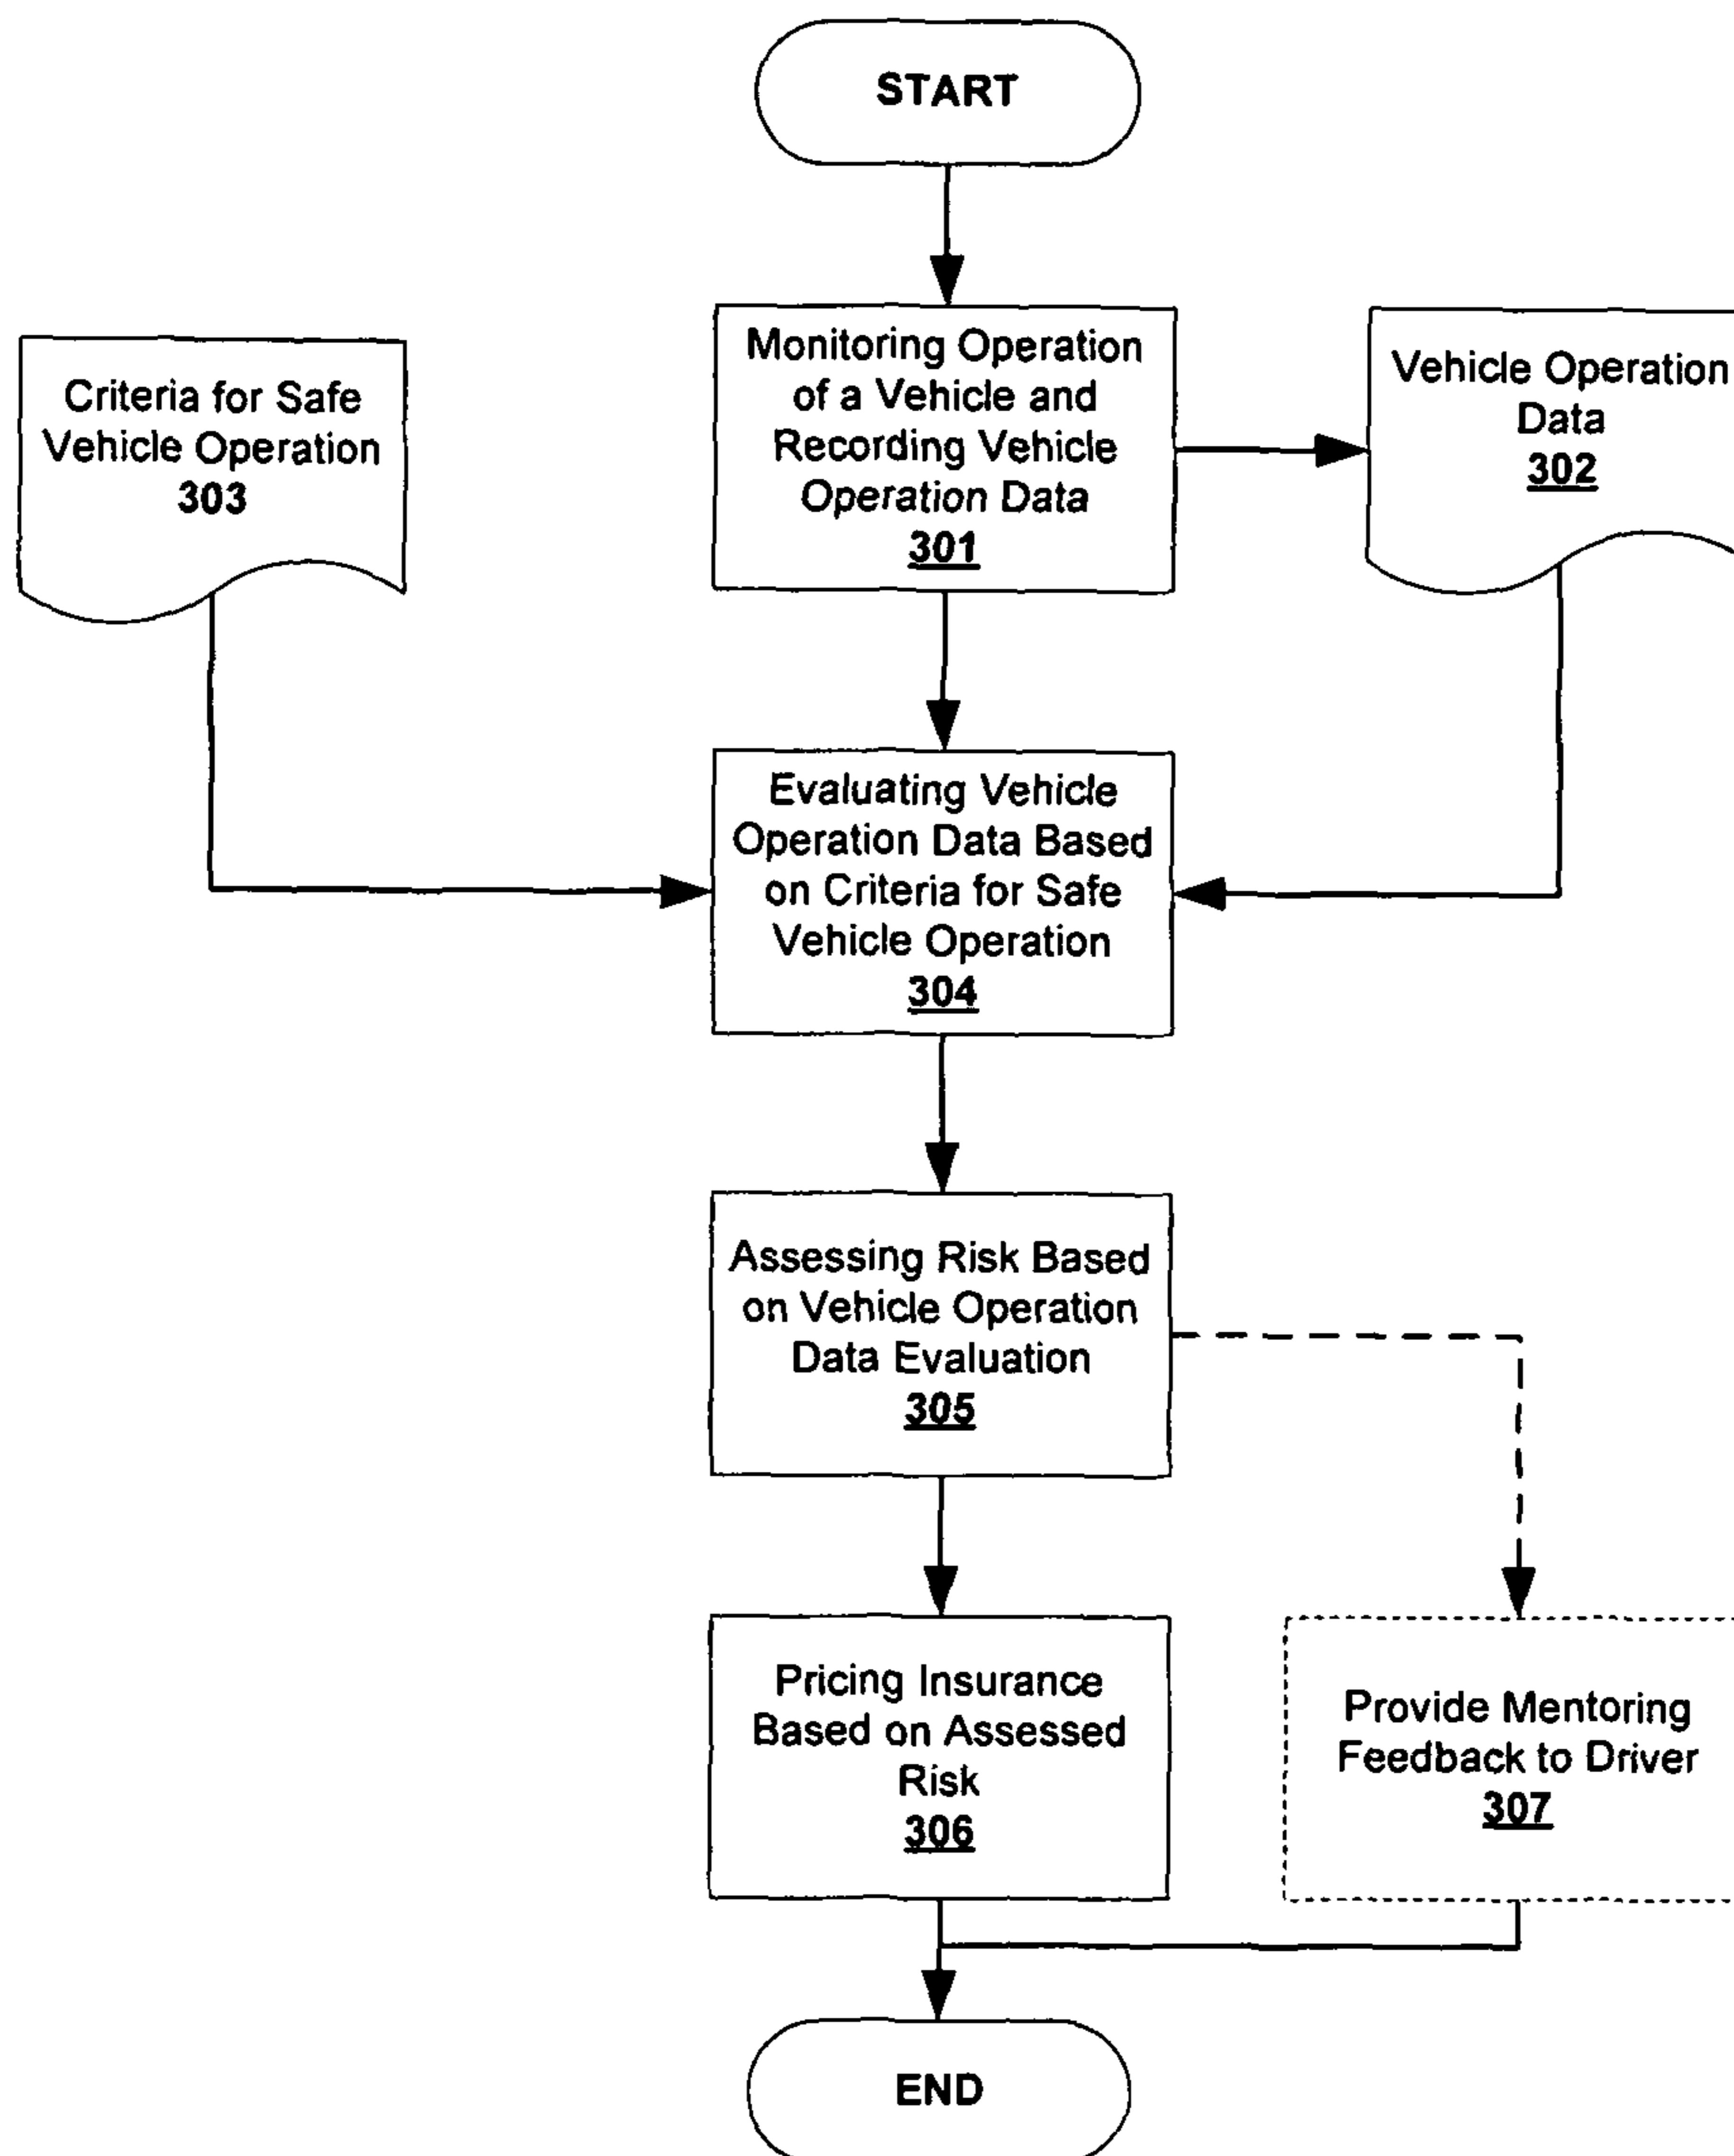 START
Criteria for Safe
Vehicle Operation
303
Monitoring Operation
of a Vehicle and
Recording Vehicle
Operation Data
301
Vehicle Operation
Data
302
Evaluating Vehicle
Operation Data Based
on Criteria for Safe
Vehicle Operation
304
Assessing Risk Based
on Vehicle Operation
Data Evaluation
305
Pricing Insurance
Based on Assessed
Risk
306
Provide Mentoring
Feedback to Driver
307
END